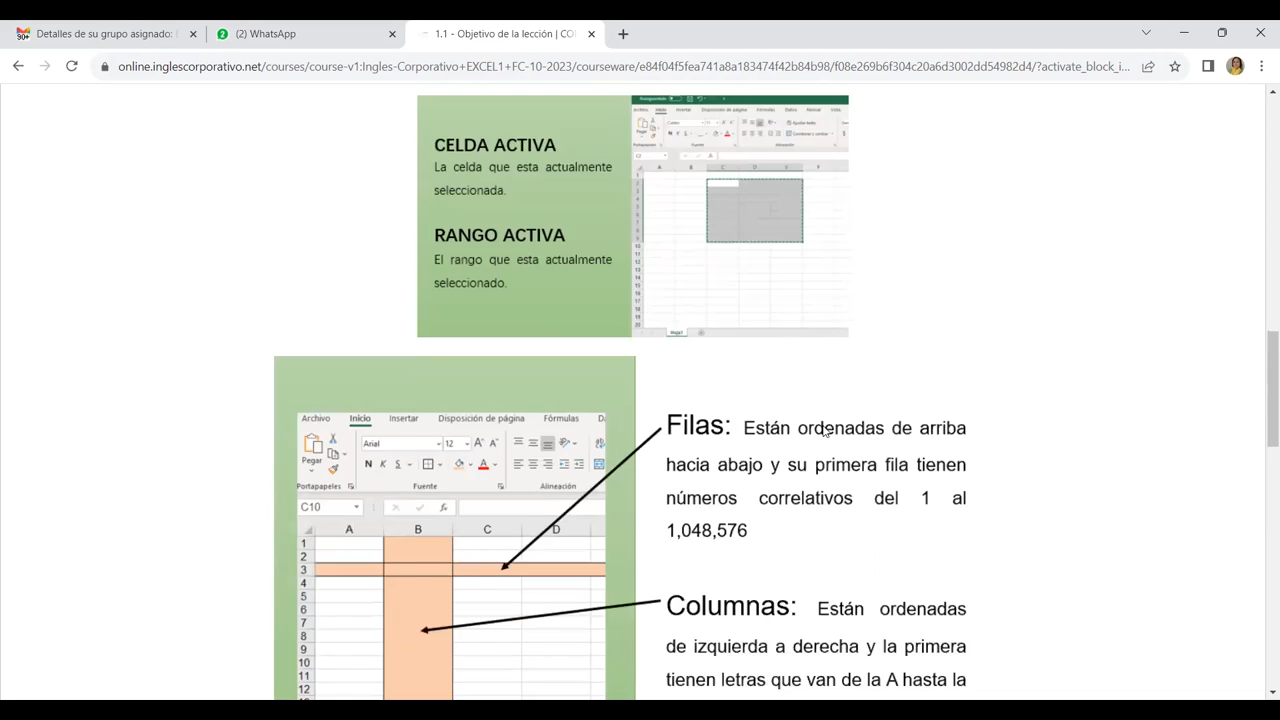 Detalles de su grupo asignado:
(2) WhatsApp
1.1 - Objetivo de la lección | CO
online.inglescorporativo.net/courses/course-v1:Ingles-Corporativo+EXCEL1+FC-10-2023/courseware/e84f04f5fea741a8a183474f42b84b98/f08e269b6f304c20a6d3002dd54982d4/?activate_block_i...
CELDA ACTIVA
La celda que esta actualmente
seleccionada.
RANGO ACTIVA
El rango que esta actualmente
seleccionado.
Archivo Inicio Insertar Disposición de página Fórmulas
Pegar
Arial 12
N K S
Portapapeles Fuente Alineación
C10
A B C D
1
2
3
4
5
6
7
8
9
10
11
12
Filas: Están ordenadas de arriba
hacia abajo y su primera fila tienen
números correlativos del 1 al
1,048,576
Columnas: Están ordenadas
de izquierda a derecha y la primera
tienen letras que van de la A hasta la